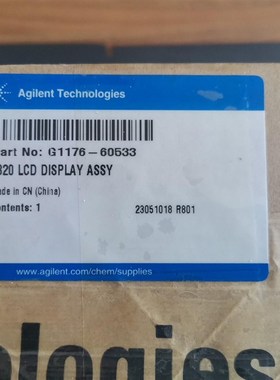 Agilent Technologies
art No: G1176-60533
320 LCD DISPLAY ASSY
ade in CN (China)
ontents: 1
23051018 R801
www.agilent.com/chem/supplies
ologies